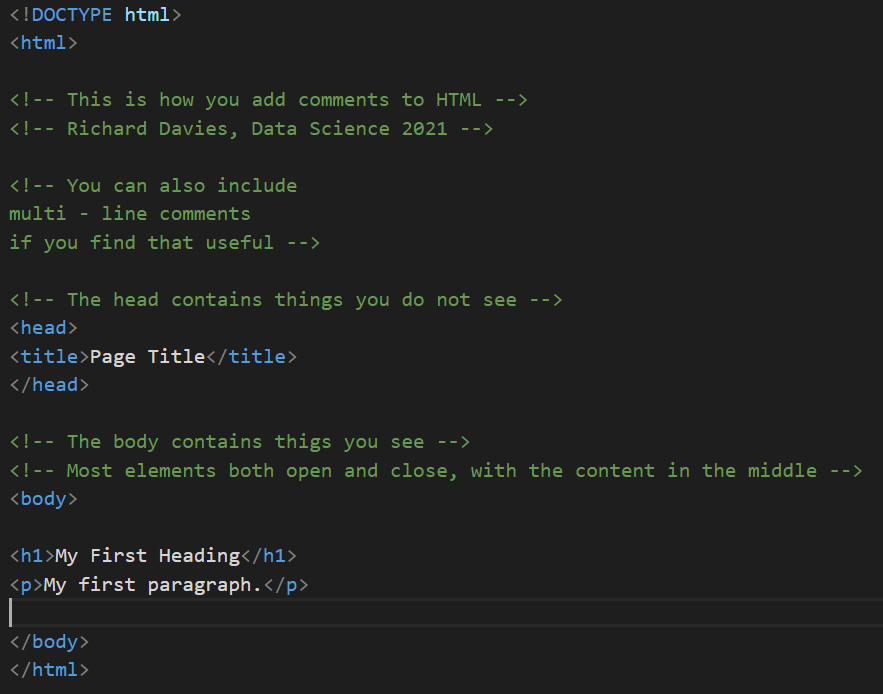 <!DOCTYPE html>
<html>
<!-- This is how you add comments to HTML -->
<!-- Richard Davies, Data Science 2021 -->
<!-- You can also include
multi - line comments
if you find that useful -->
<!-- The head contains things you do not see -->
<head>
<title>Page Title</title>
</head>
<!-- The body contains thigs you see -->
<!-- Most elements both open and close, with the content in the middle -->
<body>
<h1>My First Heading</h1>
<p>My first paragraph.</p>
</body>
</html>